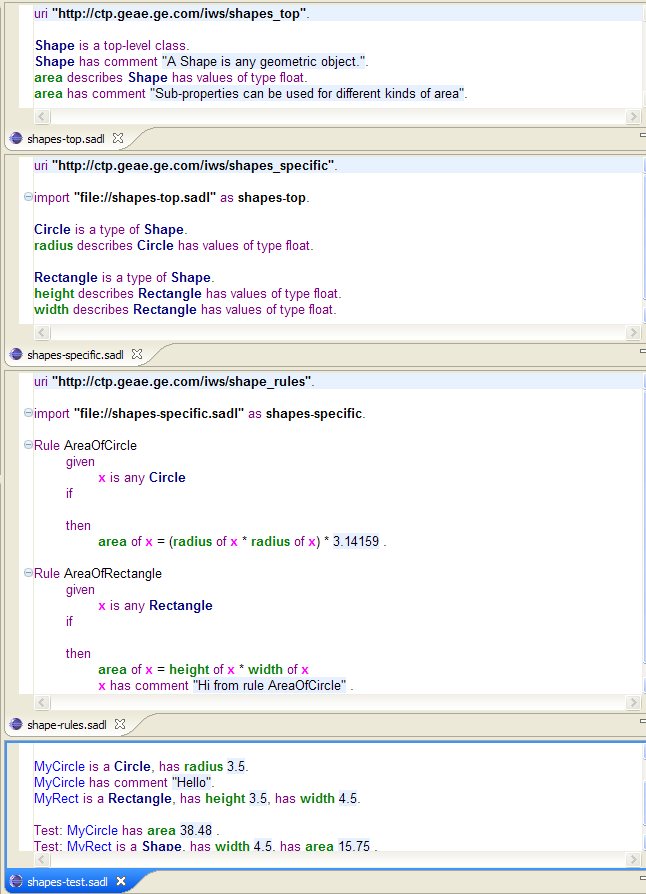 uri "http://ctp.geae.ge.com/iws/shapes_top".
Shape is a top-level class.
Shape has comment "A Shape is any geometric object.".
area describes Shape has values of type float.
area has comment "Sub-properties can be used for different kinds of area".
shapes-top.sadl
uri "http://ctp.geae.ge.com/iws/shapes_specific".
import "file://shapes-top.sadl" as shapes-top.
Circle is a type of Shape.
radius describes Circle has values of type float.
Rectangle is a type of Shape.
height describes Rectangle has values of type float.
width describes Rectangle has values of type float.
shapes-specific.sadl
uri "http://ctp.geae.ge.com/iws/shape_rules".
import "file://shapes-specific.sadl" as shapes-specific.
Rule AreaOfCircle
given
x is any Circle
if
then
area of x = (radius of x * radius of x) * 3.14159 .
Rule AreaOfRectangle
given
x is any Rectangle
if
then
area of x = height of x * width of x
x has comment "Hi from rule AreaOfCircle" .
shape-rules.sadl
MyCircle is a Circle, has radius 3.5.
MyCircle has comment "Hello".
MyRect is a Rectangle, has height 3.5, has width 4.5.
Test: MyCircle has area 38.48 .
Test: MyRect is a Shape, has width 4.5, has area 15.75 .
shapes-test.sadl